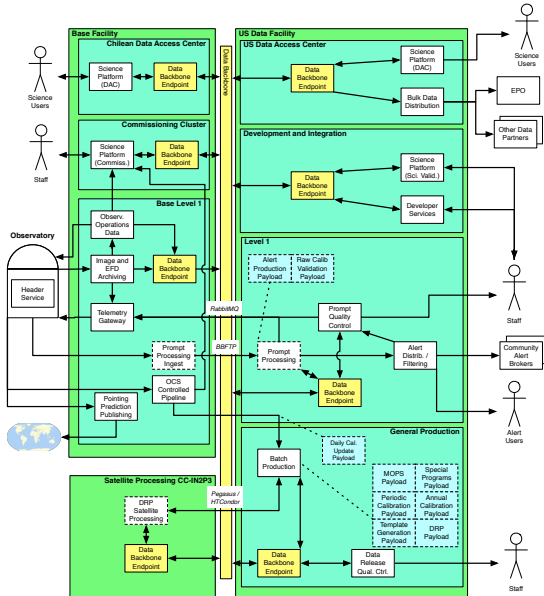 Base Facility
US Data Facility
Chilean Data Access Center
Science
Platform
(DAC)
Data
Backbone
Endpoint
Science
Users
Commissioning Cluster
Science
Platform
(Commiss.)
Data
Backbone
Endpoint
Staff
Base Level 1
Observ.
Operations
Data
Image and
EFD
Archiving
Data
Backbone
Endpoint
Telemetry
Gateway
Prompt
Processing
Ingest
OCS
Controlled
Pipeline
Pointing
Prediction
Publishing
Observatory
Header
Service
Data Backbone
US Data Access Center
Data
Backbone
Endpoint
Science
Platform
(DAC)
Bulk Data
Distribution
Science
Users
EPO
Other Data
Partners
Development and Integration
Data
Backbone
Endpoint
Science
Platform
(Sci. Valid.)
Developer
Services
Level 1
Alert
Production
Payload
Raw Calib
Validation
Payload
RabbitMQ
BBFTP
Prompt
Processing
Prompt
Quality
Control
Alert
Distrib. /
Filtering
Data
Backbone
Endpoint
Staff
Community
Alert
Brokers
Alert
Users
General Production
Daily Cal.
Update
Payload
Batch
Production
MOPS
Payload
Special
Programs
Payload
Periodic
Calibration
Payload
Annual
Calibration
Payload
Template
Generation
Payload
DRP
Payload
Data
Backbone
Endpoint
Data
Release
Qual. Ctrl.
Staff
Satellite Processing CC-IN2P3
Pegasus /
HTCondor
DRP
Satellite
Processing
Data
Backbone
Endpoint